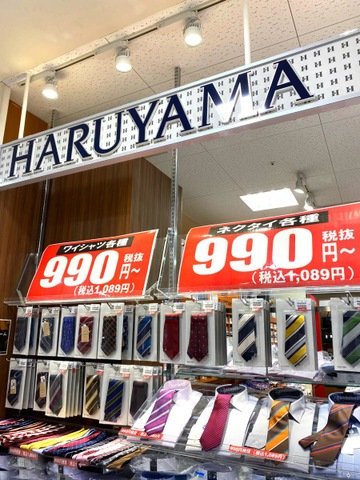 HARUYAMA
ワイシャツ各種
990円～ 税抜
（税込1,089円）
ネクタイ各種
990円～ 税抜
（税込1,089円）